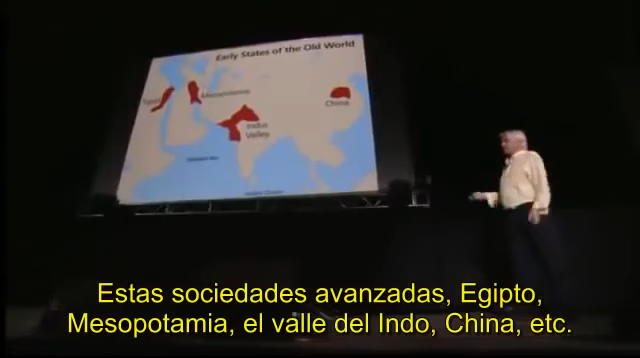 Early States of the Old World
Egypt
Mesopotamia
China
Indus
Valley
Estas sociedades avanzadas, Egipto,
Mesopotamia, el valle del Indo, China, etc.